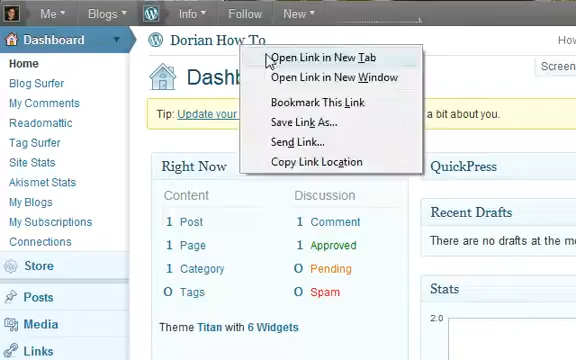 Me Blogs Info Follow New
Dashboard
Dorian How To
Open Link in New Tab
Open Link in New Window
Bookmark This Link
Save Link As...
Send Link...
Copy Link Location
Home
Blog Surfer
My Comments
Readomattic
Tag Surfer
Site Stats
Akismet Stats
My Blogs
My Subscriptions
Connections
Store
Posts
Media
Links
Screen
Dashb
Tip: Update your
a bit about you.
Right Now
Content
1 Post
1 Page
1 Category
0 Tags
Discussion
1 Comment
1 Approved
0 Pending
0 Spam
Theme Titan with 6 Widgets
QuickPress
Recent Drafts
There are no drafts at the mo
Stats
2.0